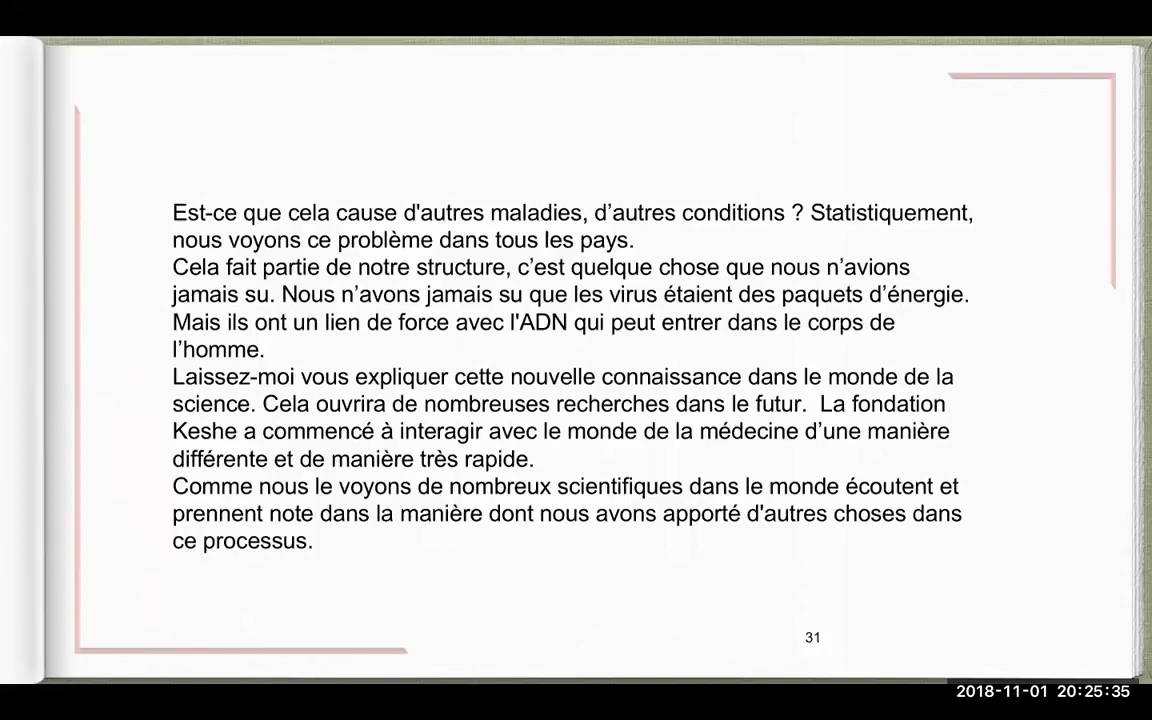 Est-ce que cela cause d'autres maladies, d’autres conditions ? Statistiquement,
nous voyons ce problème dans tous les pays.
Cela fait partie de notre structure, c’est quelque chose que nous n’avions
jamais su. Nous n’avons jamais su que les virus étaient des paquets d’énergie.
Mais ils ont un lien de force avec l'ADN qui peut entrer dans le corps de
l’homme.
Laissez-moi vous expliquer cette nouvelle connaissance dans le monde de la
science. Cela ouvrira de nombreuses recherches dans le futur.  La fondation
Keshe a commencé à interagir avec le monde de la médecine d’une manière
différente et de manière très rapide.
Comme nous le voyons de nombreux scientifiques dans le monde écoutent et
prennent note dans la manière dont nous avons apporté d'autres choses dans
ce processus.
31
2018-11-01 20:25:35